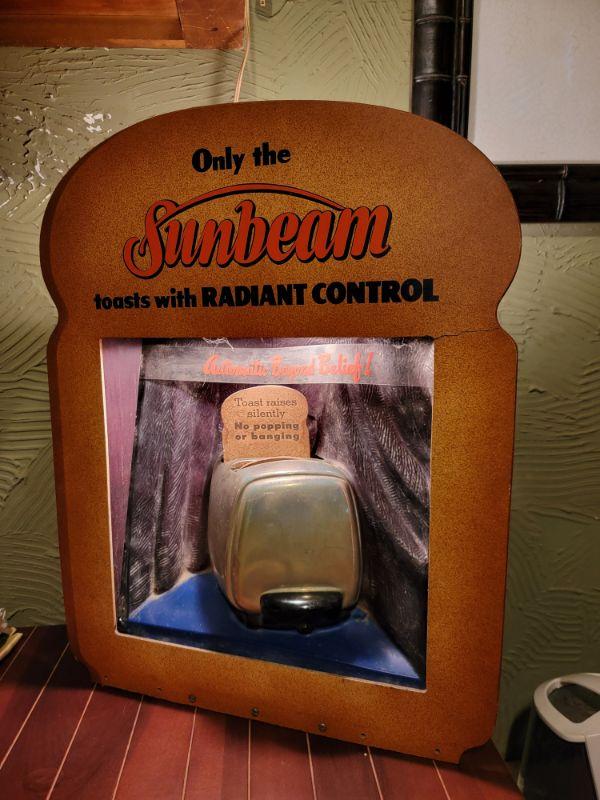 Only the
Sunbeam
toasts with RADIANT CONTROL
Automatic Beyond Belief!
Toast raises
silently
No popping
or banging